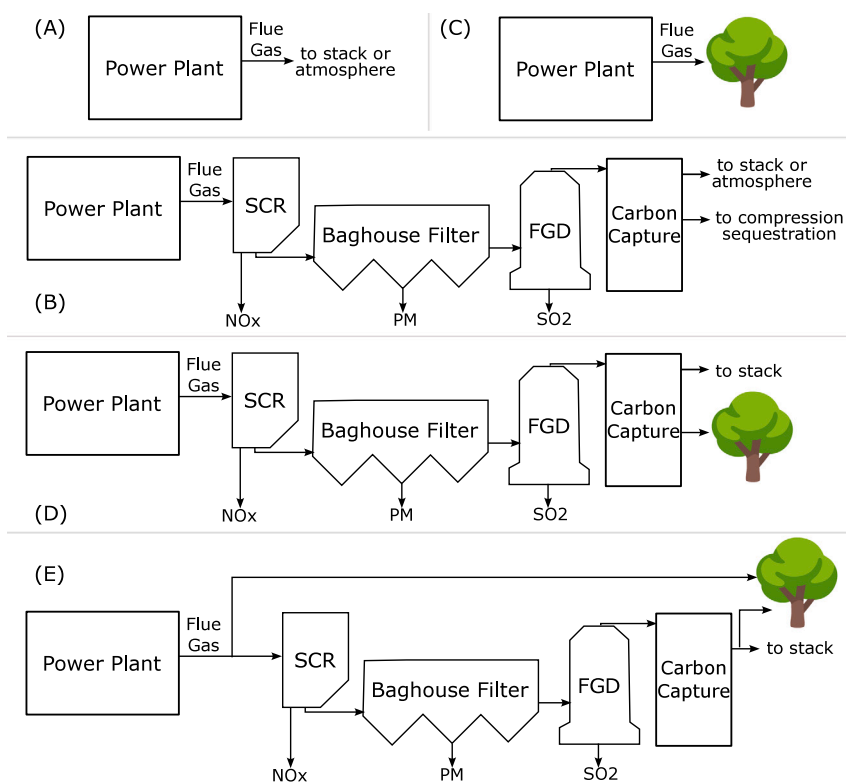 (A)
Power Plant
Flue
Gas
to stack or
atmosphere
(C)
Power Plant
Flue
Gas
Power Plant
Flue
Gas
SCR
NOx
Baghouse Filter
PM
FGD
SO2
Carbon
Capture
to stack or
atmosphere
to compression
sequestration
(B)
Power Plant
Flue
Gas
SCR
NOx
Baghouse Filter
PM
FGD
SO2
Carbon
Capture
to stack
(D)
(E)
Power Plant
Flue
Gas
SCR
NOx
Baghouse Filter
PM
FGD
SO2
Carbon
Capture
to stack